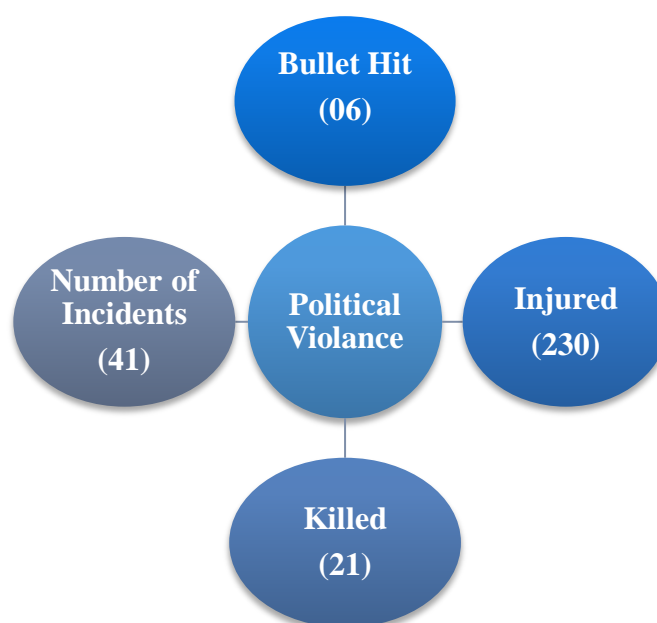 Bullet Hit
(06)
Number of
Incidents
(41)
Political
Violance
Injured
(230)
Killed
(21)